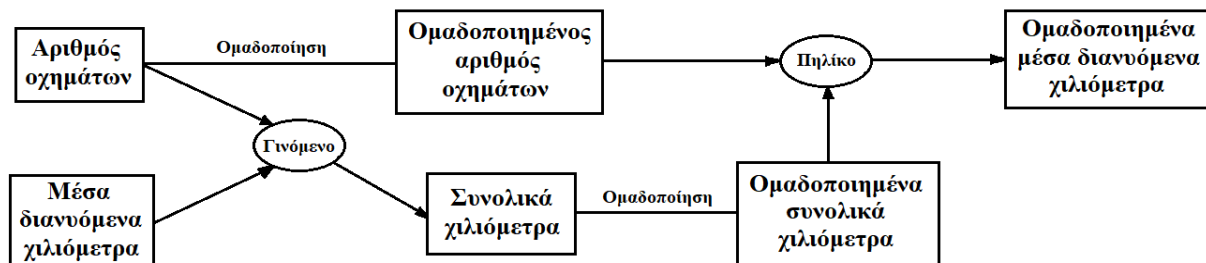 Αριθμός
οχημάτων
Ομαδοποίηση
Ομαδοποιημένος
αριθμός
οχημάτων
Πηλίκο
Ομαδοποιημένα
μέσα διανυόμενα
χιλιόμετρα
Γινόμενο
Μέσα
διανυόμενα
χιλιόμετρα
Συνολικά
χιλιόμετρα
Ομαδοποίηση
Ομαδοποιημένα
συνολικά
χιλιόμετρα